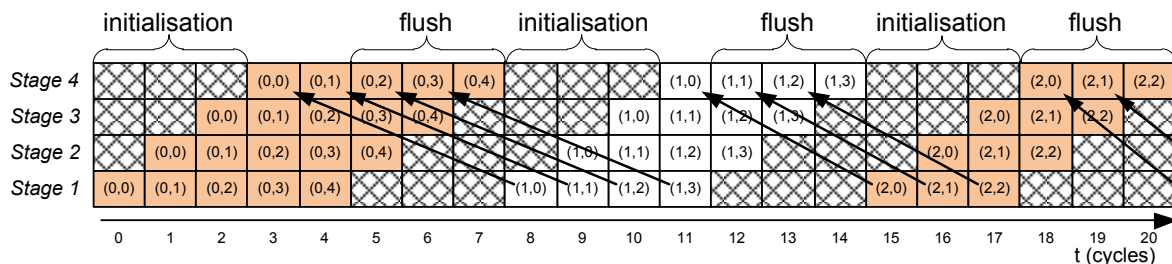 initialisation flush initialisation flush initialisation flush
Stage 4 (0,0) (0,1) (0,2) (0,3) (0,4) (1,0) (1,1) (1,2) (1,3) (2,0) (2,1) (2,2)
Stage 3 (0,0) (0,1) (0,2) (0,3) (0,4) (1,0) (1,1) (1,2) (1,3) (2,0) (2,1) (2,2)
Stage 2 (0,0) (0,1) (0,2) (0,3) (0,4) (1,0) (1,1) (1,2) (1,3) (2,0) (2,1) (2,2)
Stage 1 (0,0) (0,1) (0,2) (0,3) (0,4) (1,0) (1,1) (1,2) (1,3) (2,0) (2,1) (2,2)
0 1 2 3 4 5 6 7 8 9 10 11 12 13 14 15 16 17 18 19 20
t (cycles)